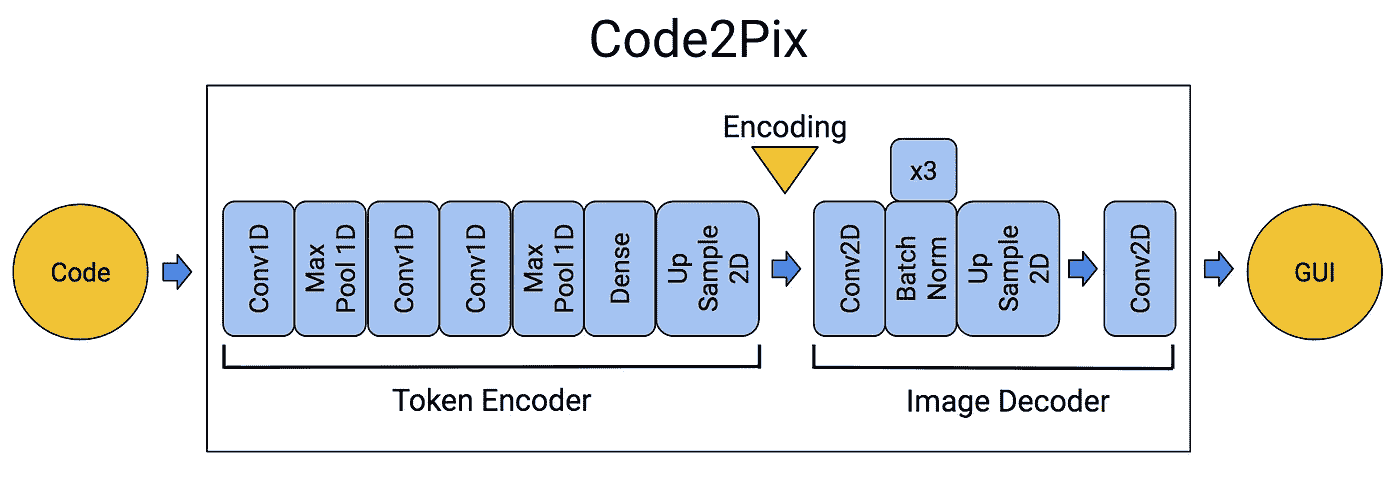 Code2Pix
Encoding
x3
Code
Conv1D
Max
Pool 1D
Conv1D
Conv1D
Max
Pool 1D
Dense
Up
Sample
2D
Conv2D
Batch
Norm
Up
Sample
2D
Conv2D
GUI
Token Encoder
Image Decoder